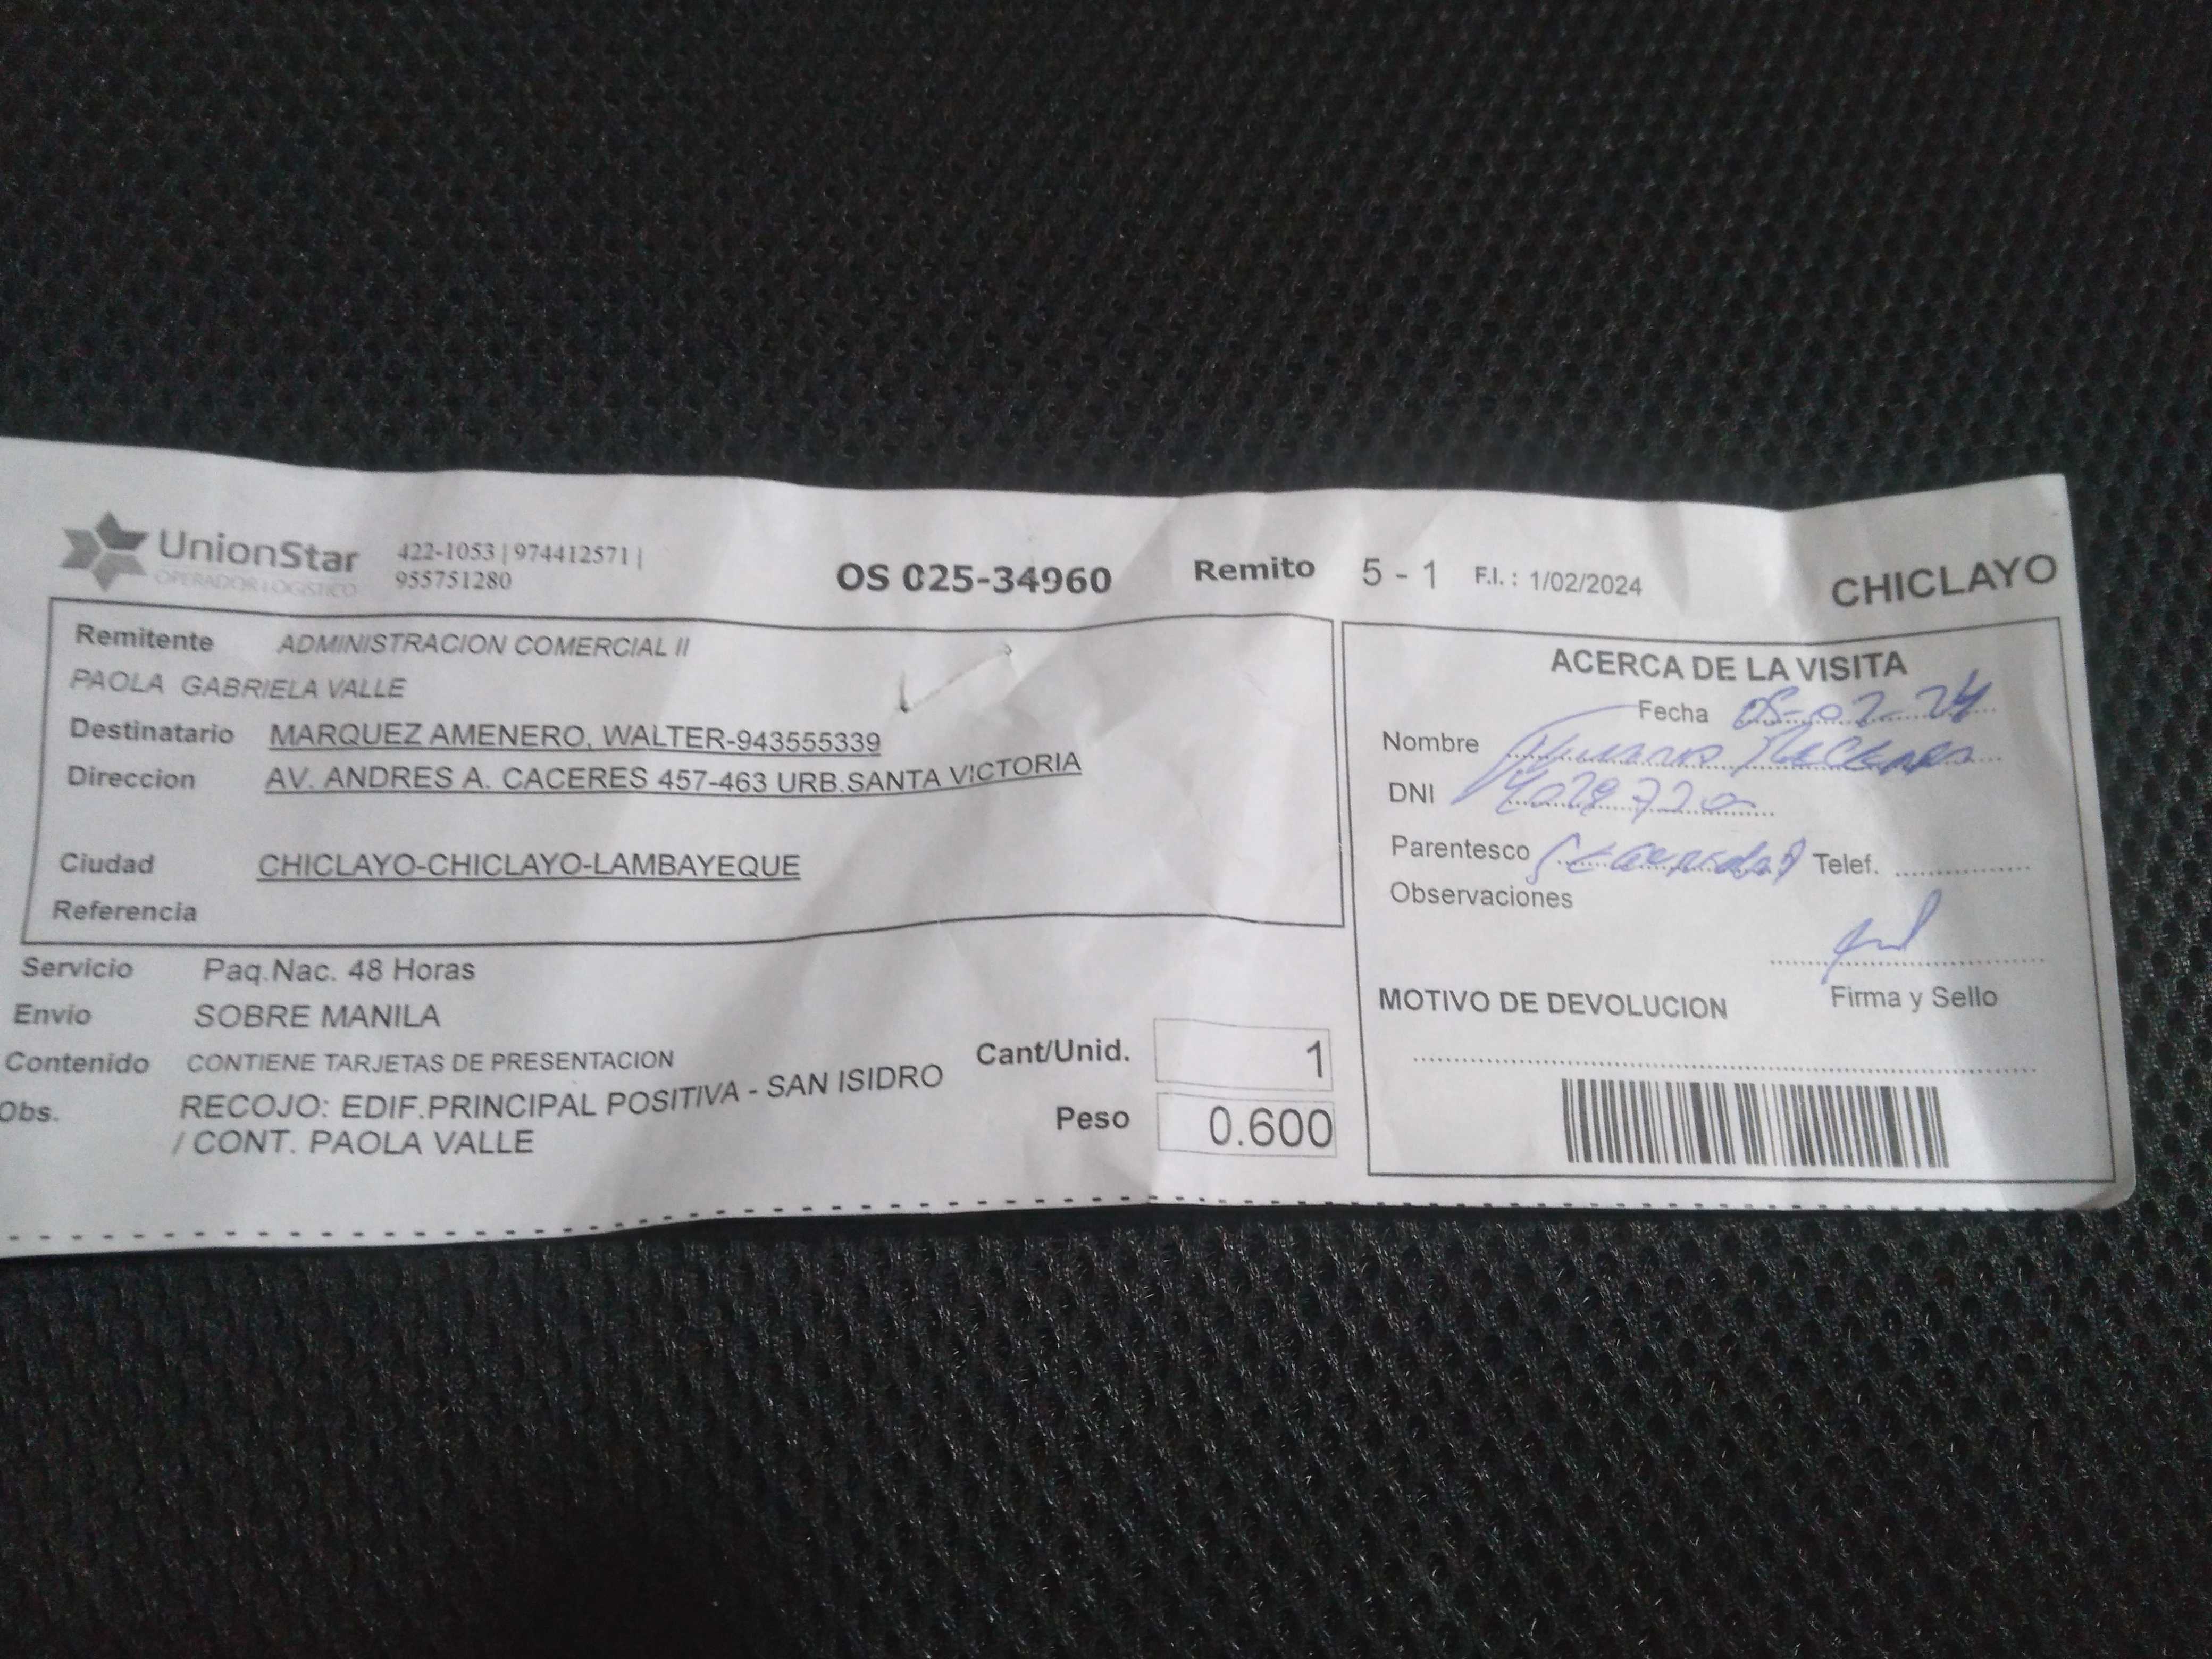 UnionStar
OPERADOR LOGISTICO
422-1053 | 974412571 |
955751280
OS 025-34960
Remito 5 - 1
F.I. : 1/02/2024
CHICLAYO
Remitente ADMINISTRACION COMERCIAL II
PAOLA GABRIELA VALLE
Destinatario MARQUEZ AMENERO, WALTER-943555339
Direccion AV. ANDRES A. CACERES 457-463 URB.SANTA VICTORIA
Ciudad CHICLAYO-CHICLAYO-LAMBAYEQUE
Referencia
Servicio Paq.Nac. 48 Horas
Envio SOBRE MANILA
Contenido CONTIENE TARJETAS DE PRESENTACION
Obs. RECOJO: EDIF.PRINCIPAL POSITIVA - SAN ISIDRO
/ CONT. PAOLA VALLE
Cant/Unid. 1
Peso 0.600
ACERCA DE LA VISITA
Fecha 05-02-24
Nombre
DNI
Parentesco
Telef.
Observaciones
Firma y Sello
MOTIVO DE DEVOLUCION